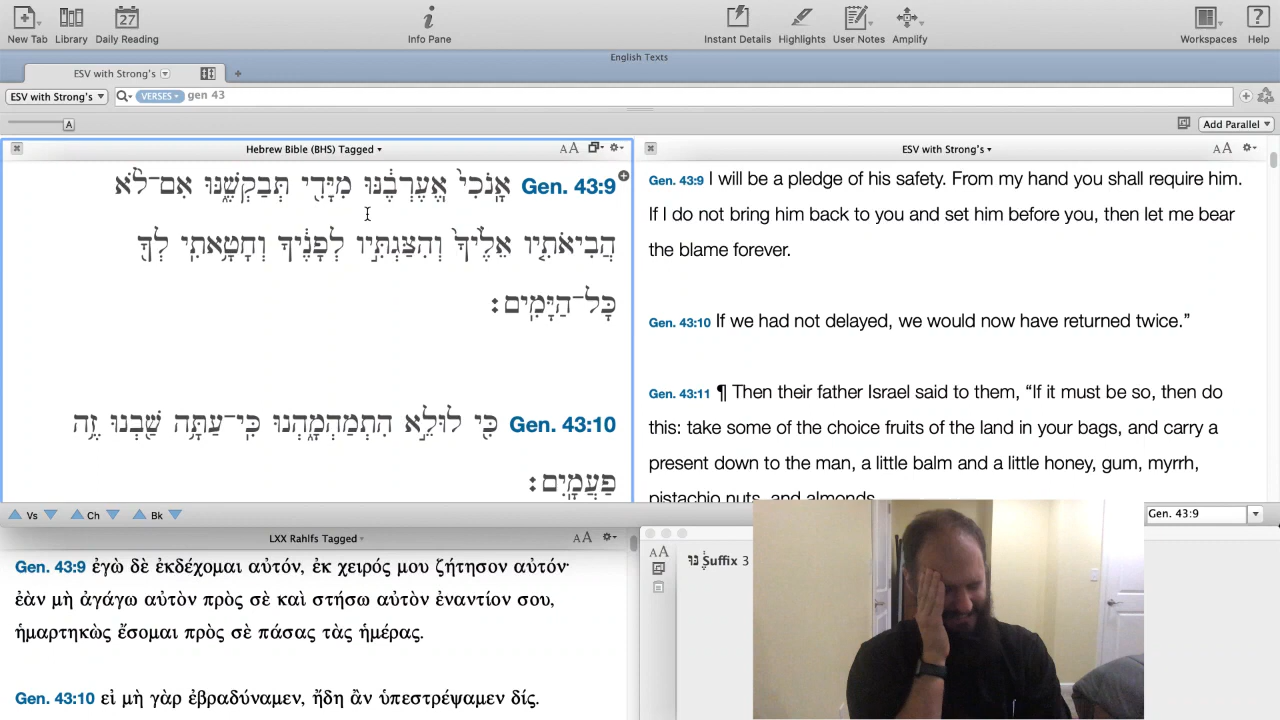 New Tab Library Daily Reading Info Pane Instant Details Highlights User Notes Amplify Workspaces Help
27
English Texts
ESV with Strong's
ESV with Strong's VERSES gen 43
A Add Parallel
Hebrew Bible (BHS) Tagged AA
Gen. 43:9 אָֽנֹכִי֙ אֶֽעֶרְבֶ֔נּוּ מִיָּדִ֖י תְּבַקְשֶׁ֑נּוּ אִם־לֹ֨א
הֲבִיאֹתִ֤יו אֵלֶ֙יךָ֙ וְהִצַּגְתִּ֣יו לְפָנֶ֔יךָ וְחָטָ֥אתִֽי לְךָ֖
כָּל־הַיָּמִֽים׃
Gen. 43:10 כִּ֖י לוּלֵ֣א הִתְמַהְמָ֑הְנוּ כִּֽי־עַתָּ֥ה שַׁ֖בְנוּ זֶ֥ה
פַעֲמָֽיִם׃
ESV with Strong's AA
Gen. 43:9 I will be a pledge of his safety. From my hand you shall require him.
If I do not bring him back to you and set him before you, then let me bear
the blame forever.
Gen. 43:10 If we had not delayed, we would now have returned twice.”
Gen. 43:11 ¶ Then their father Israel said to them, “If it must be so, then do
this: take some of the choice fruits of the land in your bags, and carry a
present down to the man, a little balm and a little honey, gum, myrrh,
pistachio nuts, and almonds.
Vs Ch Bk
Gen. 43:9
LXX Rahlfs Tagged AA
Gen. 43:9 ἐγὼ δὲ ἐκδέχομαι αὐτόν, ἐκ χειρός μου ζήτησον αὐτόν·
ἐὰν μὴ ἀγάγω αὐτὸν πρὸς σὲ καὶ στήσω αὐτὸν ἐναντίον σου,
ἡμαρτηκὼς ἔσομαι πρὸς σὲ πάσας τὰς ἡμέρας.
Gen. 43:10 εἰ μὴ γὰρ ἐβραδύναμεν, ἤδη ἂν ὑπεστρέψαμεν δίς.
AA
נּוּ Suffix 3